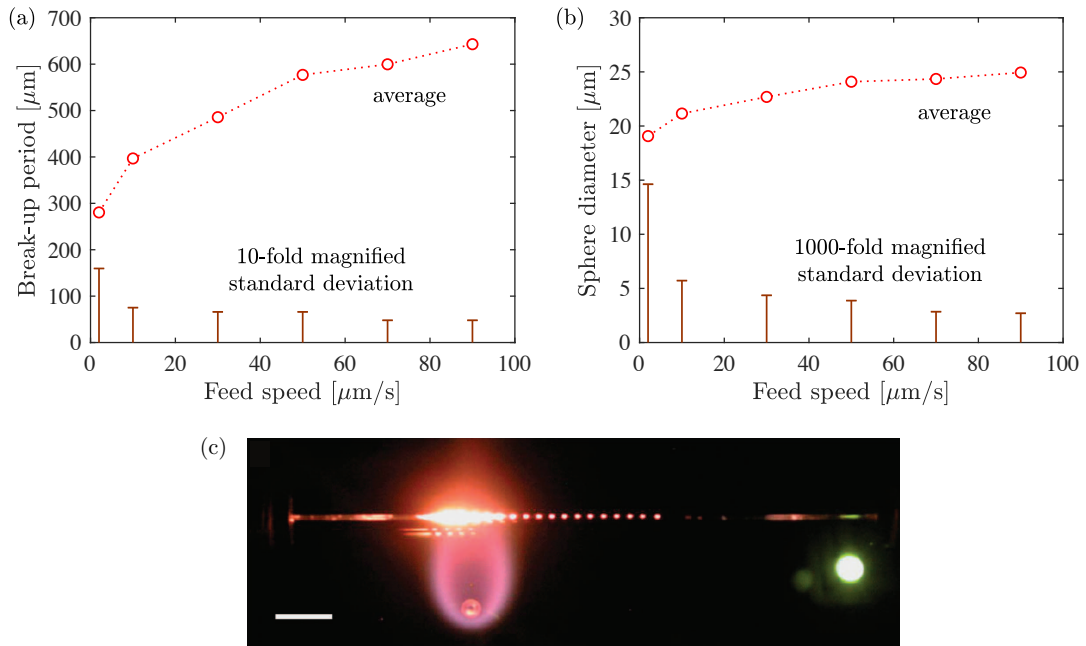 (a)
700
600
500
400
300
200
100
0
Break-up period [μm]
average
10-fold magnified
standard deviation
0 20 40 60 80 100
Feed speed [μm/s]
(b)
30
25
20
15
10
5
0
Sphere diameter [μm]
average
1000-fold magnified
standard deviation
0 20 40 60 80 100
Feed speed [μm/s]
(c)